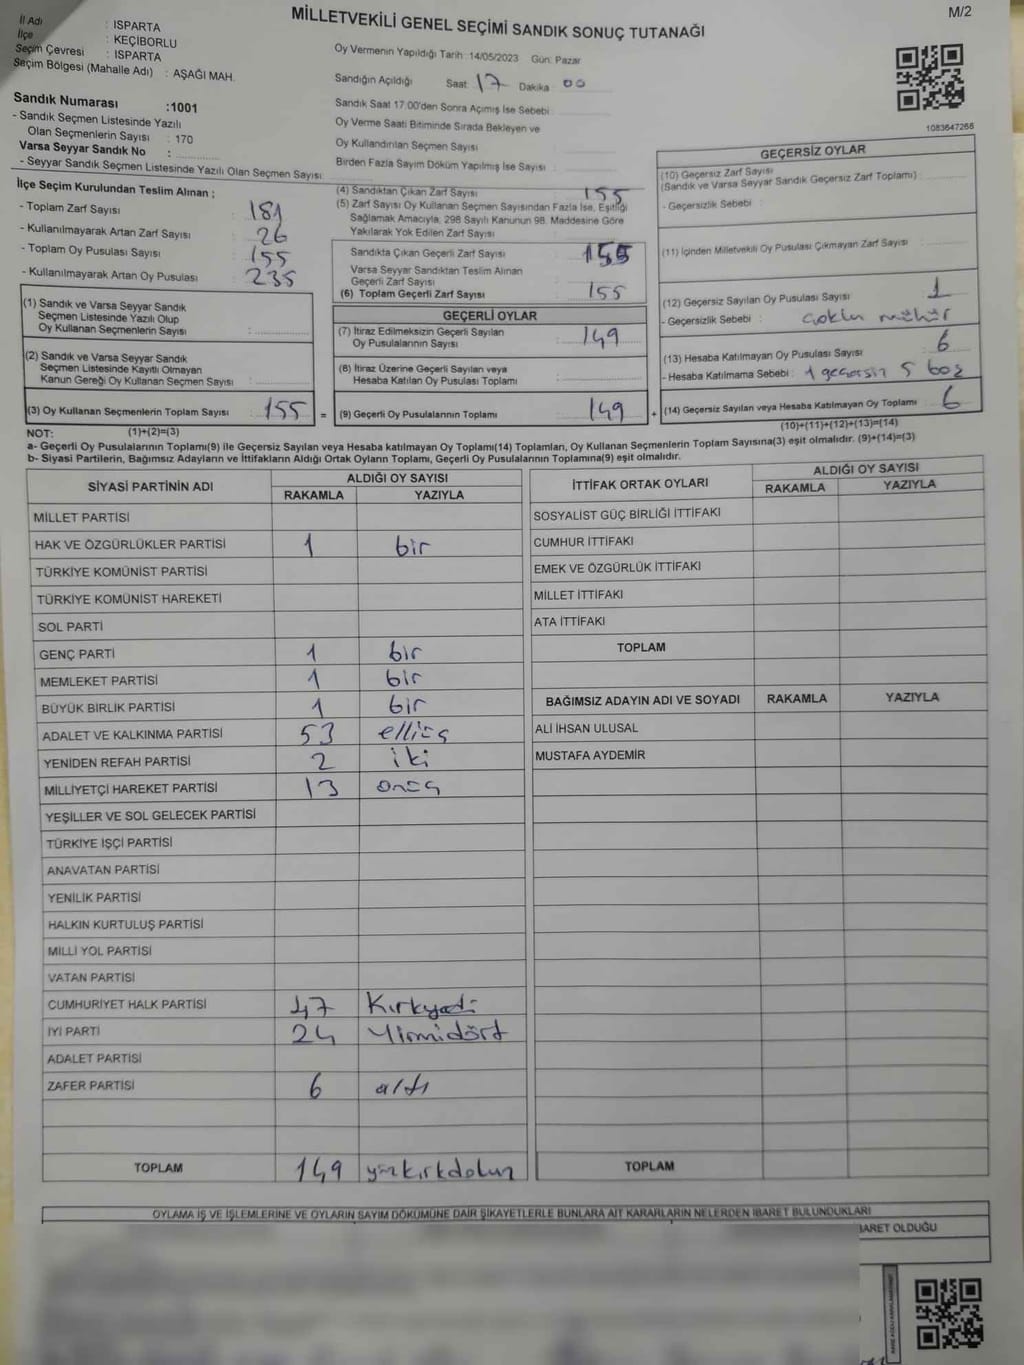 MİLLETVEKİLİ GENEL SEÇİMİ SANDIK SONUÇ TUTANAĞI
M/2
İl Adı : ISPARTA
İlçe : KEÇİBORLU
Seçim Çevresi : ISPARTA
Seçim Bölgesi (Mahalle Adı) : AŞAĞI MAH.
Sandık Numarası :1001
- Sandık Seçmen Listesinde Yazılı
Olan Seçmenlerin Sayısı : 170
Varsa Seyyar Sandık No :
- Seyyar Sandık Seçmen Listesinde Yazılı Olan Seçmen Sayısı:
Oy Vermenin Yapıldığı Tarih :14/05/2023 Gün: Pazar
Sandığın Açıldığı Saat: 17 Dakika 00
Sandık Saat 17:00'den Sonra Açımış İse Sebebi:
Oy Verme Saati Bitiminde Sırada Bekleyen ve
Oy Kullandırılan Seçmen Sayısı :
Birden Fazla Sayım Döküm Yapılmış İse Sayısı :
1083647268
İlçe Seçim Kurulundan Teslim Alınan ;
- Toplam Zarf Sayısı : 181
- Kullanılmayarak Artan Zarf Sayısı : 26
- Toplam Oy Pusulası Sayısı : 155
- Kullanılmayarak Artan Oy Pusulası : 235
(1) Sandık ve Varsa Seyyar Sandık
Seçmen Listesinde Yazılı Olup
Oy Kullanan Seçmenlerin Sayısı :
(2) Sandık ve Varsa Seyyar Sandık
Seçmen Listesinde Kayıtlı Olmayan
Kanun Gereği Oy Kullanan Seçmen Sayısı :
(3) Oy Kullanan Seçmenlerin Toplam Sayısı 155 =
(4) Sandıktan Çıkan Zarf Sayısı : 155
(5) Zarf Sayısı Oy Kullanan Seçmen Sayısından Fazla İse, Eşitliği
Sağlamak Amacıyla, 298 Sayılı Kanunun 98. Maddesine Göre
Yakılarak Yok Edilen Zarf Sayısı :
Sandıkta Çıkan Geçerli Zarf Sayısı : 155
Varsa Seyyar Sandıktan Teslim Alınan
Geçerli Zarf Sayısı :
(6) Toplam Geçerli Zarf Sayısı : 155
GEÇERLİ OYLAR
(7) İtiraz Edilmeksizin Geçerli Sayılan
Oy Pusulalarının Sayısı : 149
(8) İtiraz Üzerine Geçerli Sayılan veya
Hesaba Katılan Oy Pusulası Toplamı :
(9) Geçerli Oy Pusulalarının Toplamı : 149 +
GEÇERSİZ OYLAR
(10) Geçersiz Zarf Sayısı
(Sandık ve Varsa Seyyar Sandık Geçersiz Zarf Toplamı) :
- Geçersizlik Sebebi :
(11) İçinden Milletvekili Oy Pusulası Çıkmayan Zarf Sayısı :
(12) Geçersiz Sayılan Oy Pusulası Sayısı : 1
- Geçersizlik Sebebi : çoklu mühür
(13) Hesaba Katılmayan Oy Pusulası Sayısı : 6
- Hesaba Katılmama Sebebi : 1 geçersiz 5 boz
(14) Geçersiz Sayılan veya Hesaba Katılmayan Oy Toplamı : 6
(10)+(11)+(12)+(13)=(14)
NOT: (1)+(2)=(3)
a- Geçerli Oy Pusulalarının Toplamı(9) ile Geçersiz Sayılan veya Hesaba katılmayan Oy Toplamı(14) Toplamları, Oy Kullanan Seçmenlerin Toplam Sayısına(3) eşit olmalıdır. (9)+(14)=(3)
b- Siyasi Partilerin, Bağımsız Adayların ve İttifakların Aldığı Ortak Oyların Toplamı, Geçerli Oy Pusulalarının Toplamına(9) eşit olmalıdır.
SİYASİ PARTİNİN ADI ALDIĞI OY SAYISI
RAKAMLA YAZIYLA
MİLLET PARTİSİ
HAK VE ÖZGÜRLÜKLER PARTİSİ 1 bir
TÜRKİYE KOMÜNİST PARTİSİ
TÜRKİYE KOMÜNİST HAREKETİ
SOL PARTİ
GENÇ PARTİ 1 bir
MEMLEKET PARTİSİ 1 bir
BÜYÜK BİRLİK PARTİSİ 1 bir
ADALET VE KALKINMA PARTİSİ 53 elliüç
YENİDEN REFAH PARTİSİ 2 iki
MİLLİYETÇİ HAREKET PARTİSİ 13 onüç
YEŞİLLER VE SOL GELECEK PARTİSİ
TÜRKİYE İŞÇİ PARTİSİ
ANAVATAN PARTİSİ
YENİLİK PARTİSİ
HALKIN KURTULUŞ PARTİSİ
MİLLİ YOL PARTİSİ
VATAN PARTİSİ
CUMHURİYET HALK PARTİSİ 47 Kırkyedi
İYİ PARTİ 24 Yirmidört
ADALET PARTİSİ
ZAFER PARTİSİ 6 altı
TOPLAM 149 yüzkırkdokuz
İTTİFAK ORTAK OYLARI ALDIĞI OY SAYISI
RAKAMLA YAZIYLA
SOSYALİST GÜÇ BİRLİĞİ İTTİFAKI
CUMHUR İTTİFAKI
EMEK VE ÖZGÜRLÜK İTTİFAKI
MİLLET İTTİFAKI
ATA İTTİFAKI
TOPLAM
BAĞIMSIZ ADAYIN ADI VE SOYADI RAKAMLA YAZIYLA
ALİ İHSAN ULUSAL
MUSTAFA AYDEMİR
TOPLAM
OYLAMA İŞ VE İŞLEMLERİNE VE OYLARIN SAYIM DÖKÜMÜNE DAİR ŞİKAYETLERLE BUNLARA AİT KARARLARIN NELERDEN İBARET BULUNDUKLARI
BARET OLDUĞU